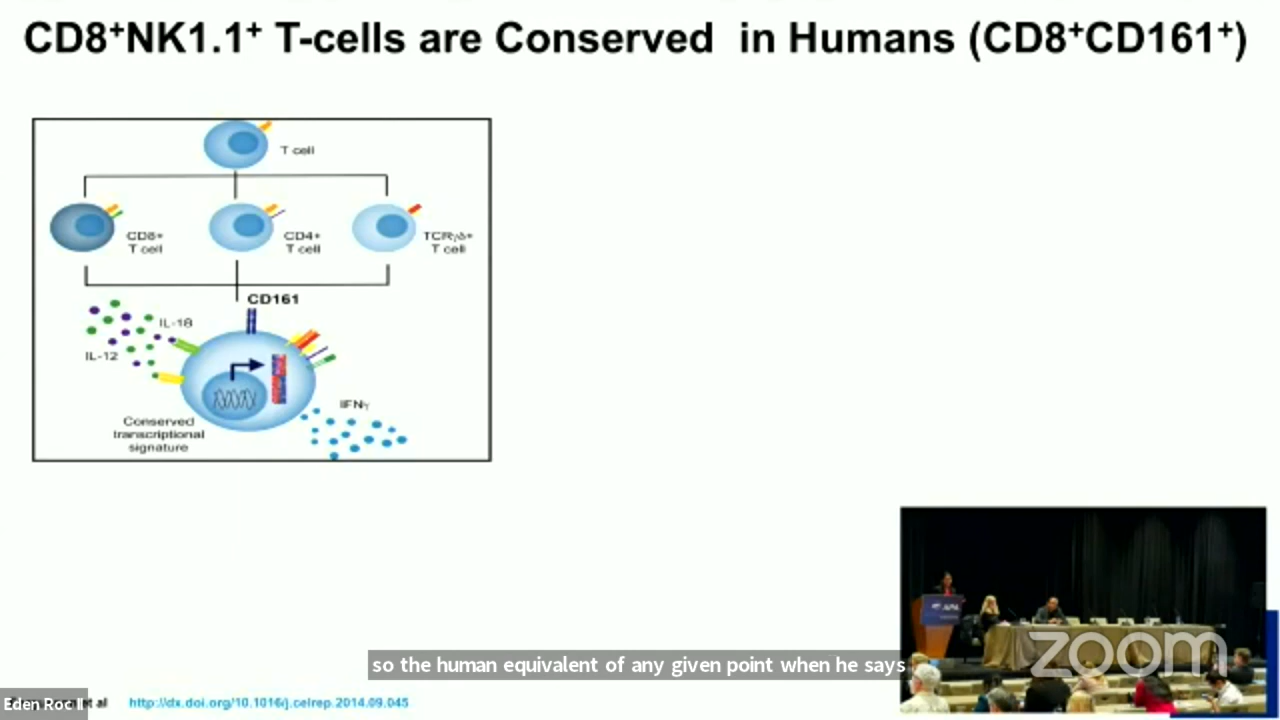 CD8⁺NK1.1⁺ T-cells are Conserved in Humans (CD8⁺CD161⁺)
T cell
CD8+
T cell
CD4+
T cell
TCRγδ+
T cell
CD161
IL-18
IL-12
IFNγ
Conserved
transcriptional
signature
so the human equivalent of any given point when he says
zoom
Eden Roc II
et al http://dx.doi.org/10.1016/j.celrep.2014.09.045